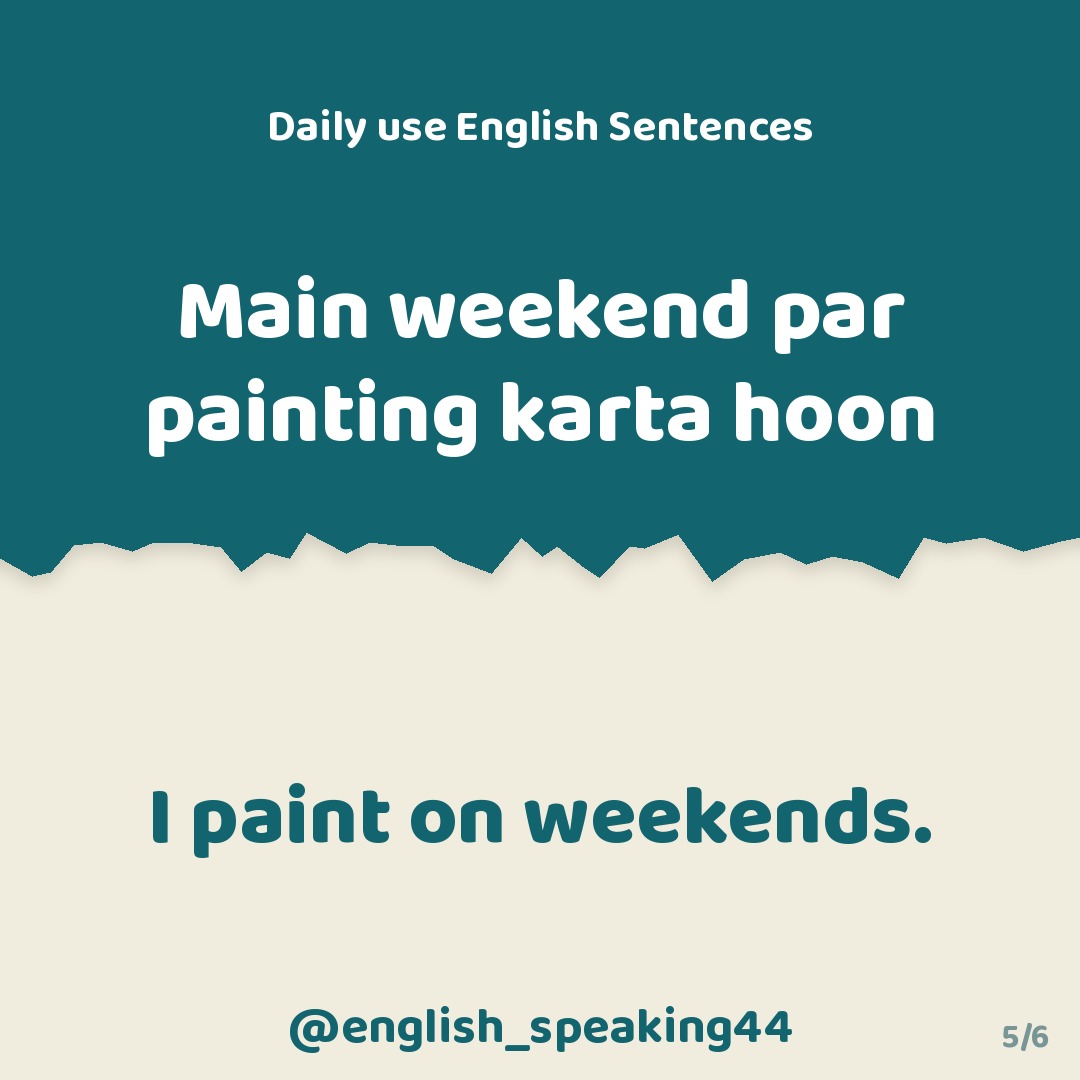 Daily use English Sentences
Main weekend par
painting karta hoon
I paint on weekends.
@english_speaking44
5/6